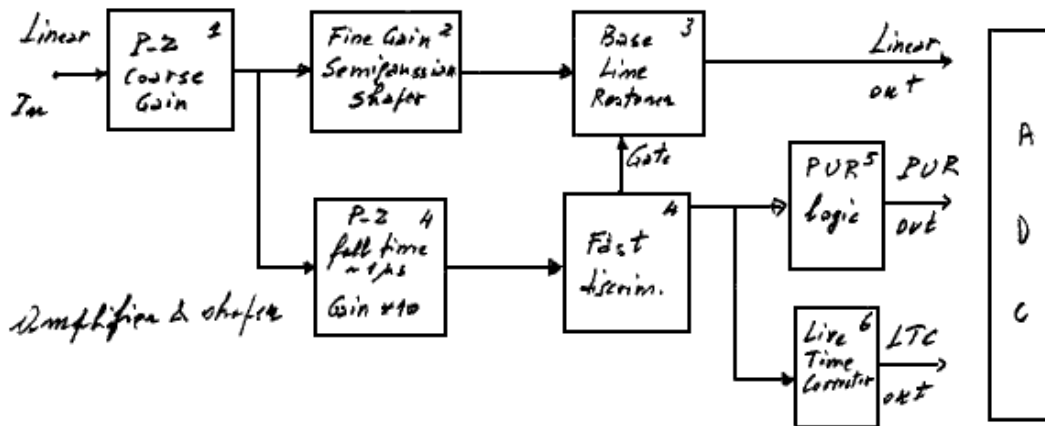 Linear
In
P-Z 1
Coarse
Gain
Fine Gain 2
Semigaussian
shaper
Base 3
Line
Restorer
Linear
out
Gate
P-Z 4
fall time
~1µs
Gain ×10
Fast 4
discrim.
PUR 5
logic
PUR
out
Live 6
Time
Corrector
LTC
out
Amplifier & shaper
A
D
C